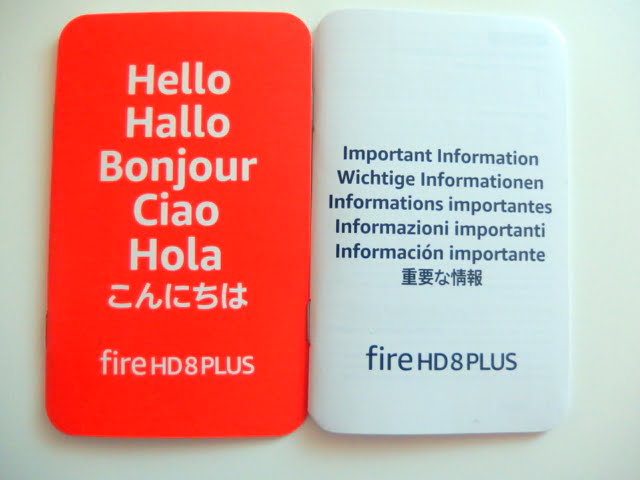 Hello
Hallo
Bonjour
Ciao
Hola
こんにちは
fire HD 8 PLUS
Important Information
Wichtige Informationen
Informations importantes
Informazioni importanti
Información importante
重要な情報
fire HD 8 PLUS